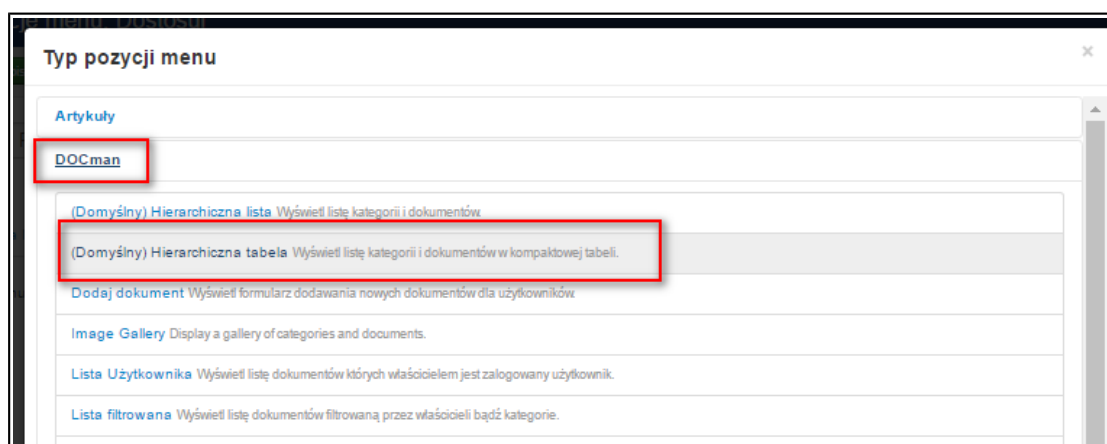 cje menu: Dostosuj
Typ pozycji menu
×
Artykuły
DOCman
(Domyślny) Hierarchiczna lista Wyświetl listę kategorii i dokumentów.
(Domyślny) Hierarchiczna tabela Wyświetl listę kategorii i dokumentów w kompaktowej tabeli.
Dodaj dokument Wyświetl formularz dodawania nowych dokumentów dla użytkowników.
Image Gallery Display a gallery of categories and documents.
Lista Użytkownika Wyświetl listę dokumentów których właścicielem jest zalogowany użytkownik.
Lista filtrowana Wyświetl listę dokumentów filtrowaną przez właścicieli bądź kategorie.